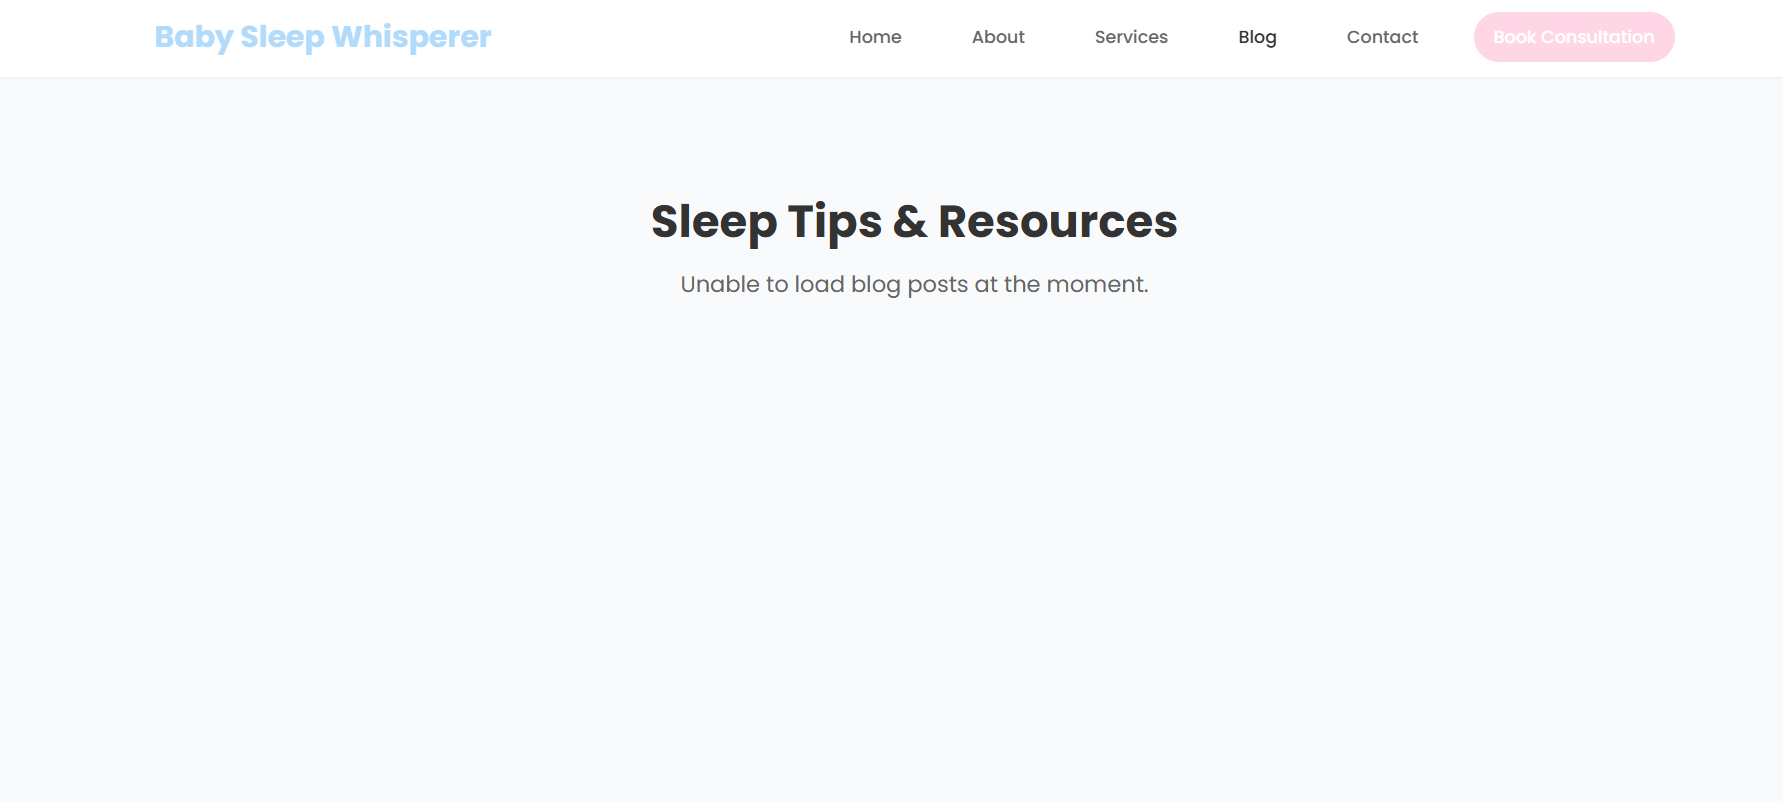 Baby Sleep Whisperer
Home About Services Blog Contact Book Consultation
Sleep Tips & Resources
Unable to load blog posts at the moment.